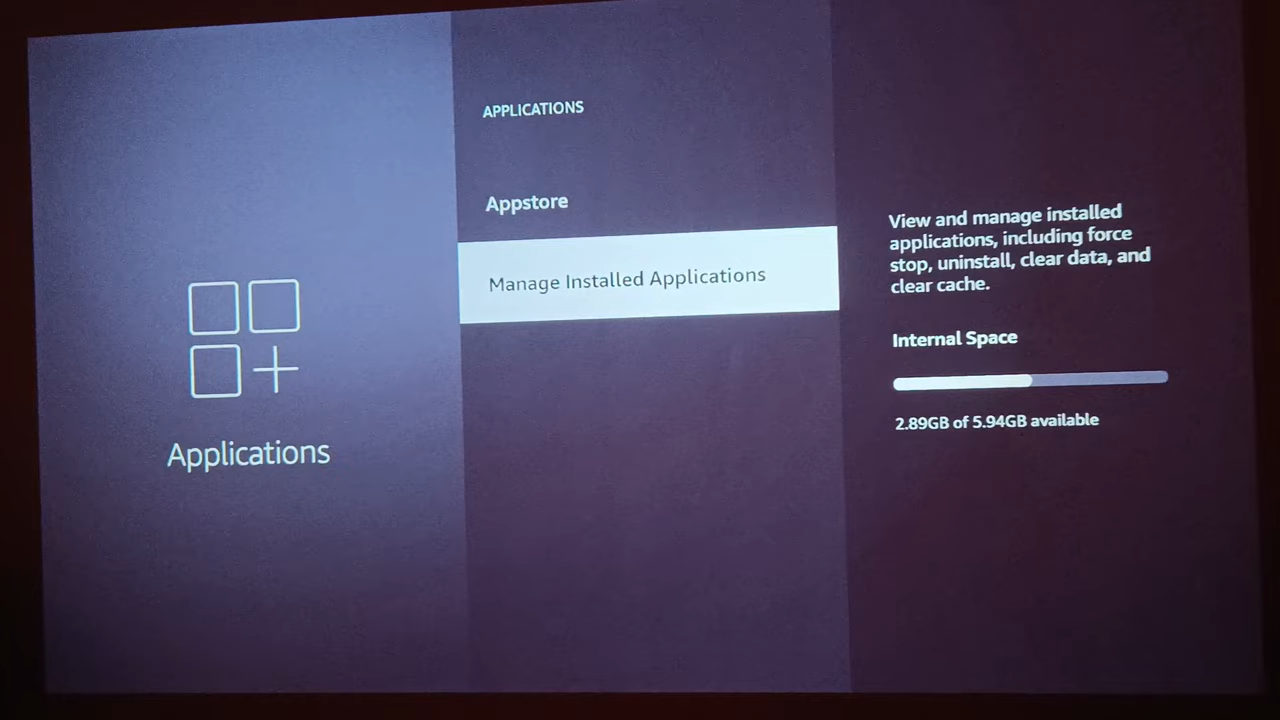 APPLICATIONS
Appstore
Manage Installed Applications
Applications
View and manage installed
applications, including force
stop, uninstall, clear data, and
clear cache.
Internal Space
2.89GB of 5.94GB available